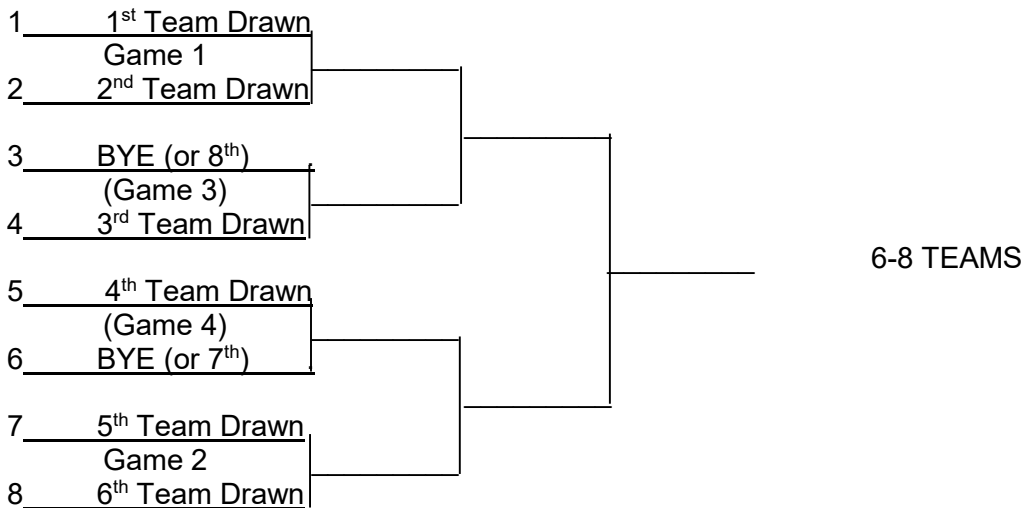 1 1st Team Drawn
Game 1
2 2nd Team Drawn
3 BYE (or 8th)
(Game 3)
4 3rd Team Drawn
6-8 TEAMS
5 4th Team Drawn
(Game 4)
6 BYE (or 7th)
7 5th Team Drawn
Game 2
8 6th Team Drawn